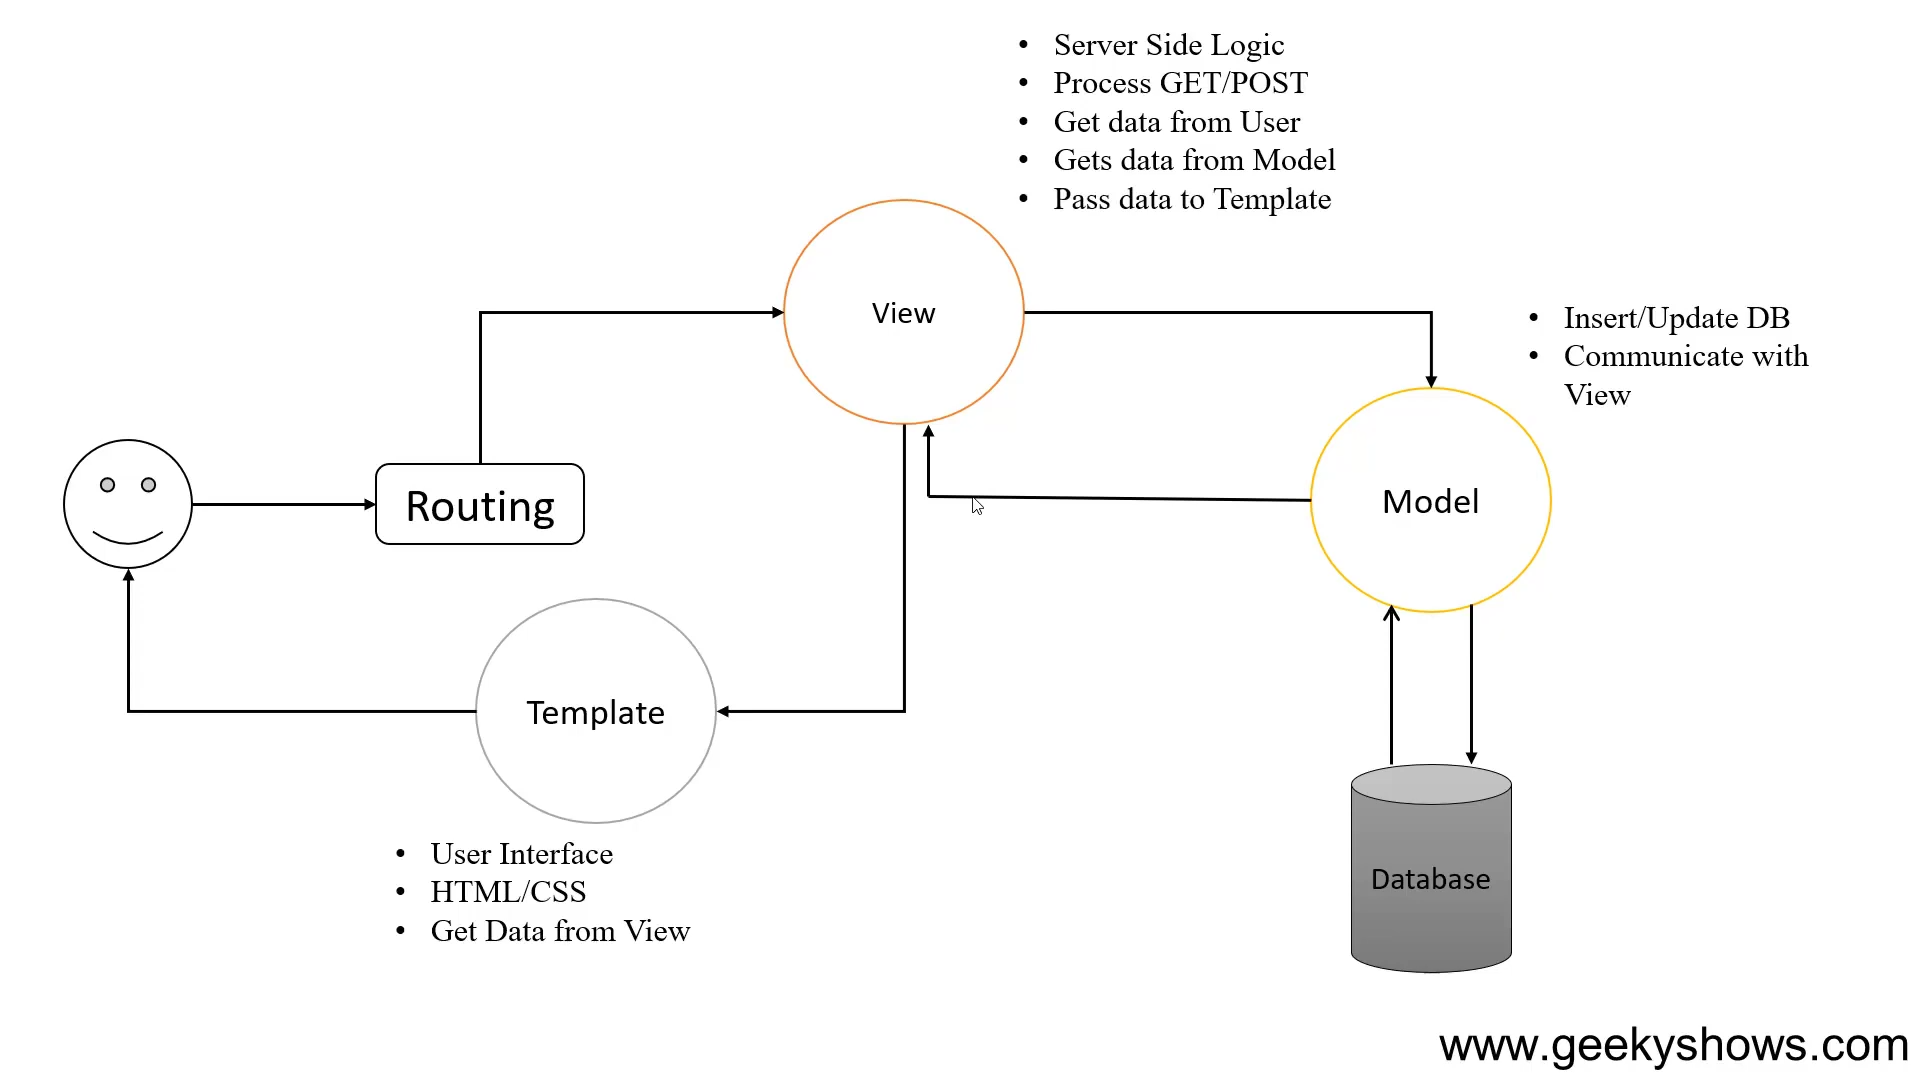 • Server Side Logic
• Process GET/POST
• Get data from User
• Gets data from Model
• Pass data to Template
View
• Insert/Update DB
• Communicate with
View
Routing
Model
Template
• User Interface
• HTML/CSS
• Get Data from View
Database
www.geekyshows.com